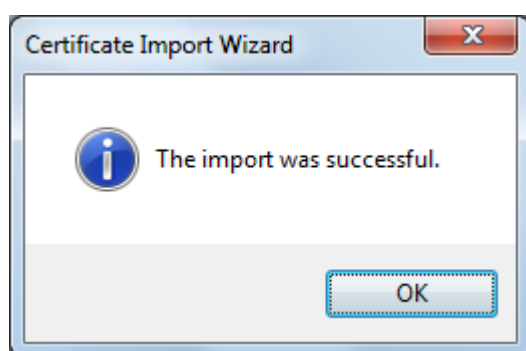 Certificate Import Wizard
The import was successful.
OK